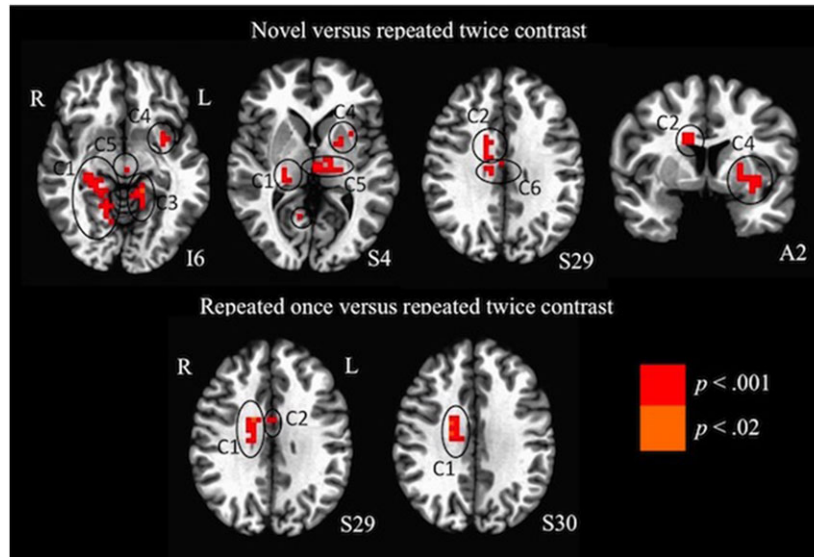 Novel versus repeated twice contrast
R L
C4 C5 C1 C3 I6
C4 C1 C5 S4
C2 C6 S29
C2 C4 A2
Repeated once versus repeated twice contrast
R L
C2 C1 S29
C1 S30
p < .001
p < .02